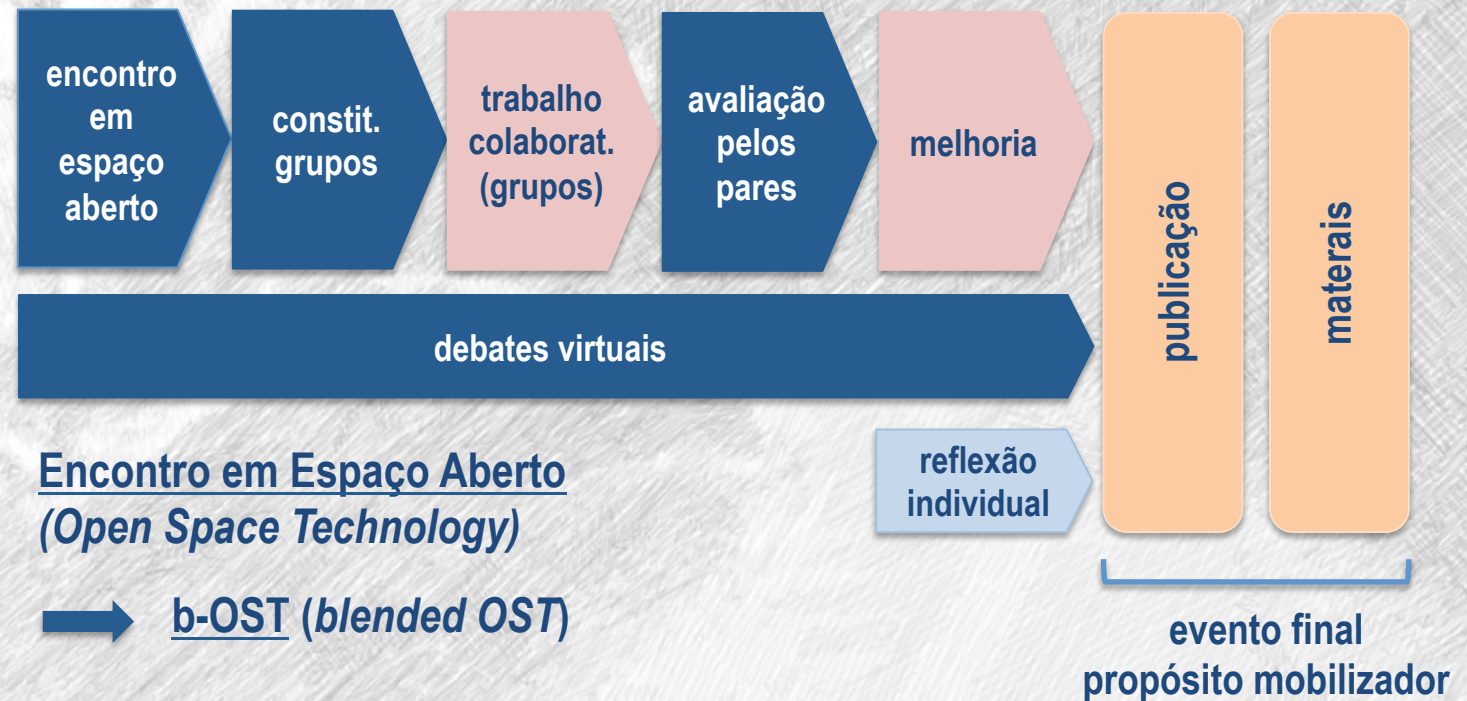 encontro
em
espaço
aberto
constit.
grupos
trabalho
colaborat.
(grupos)
avaliação
pelos
pares
melhoria
publicação
materais
debates virtuais
reflexão
individual
Encontro em Espaço Aberto
(Open Space Technology)
b-OST (blended OST)
evento final
propósito mobilizador